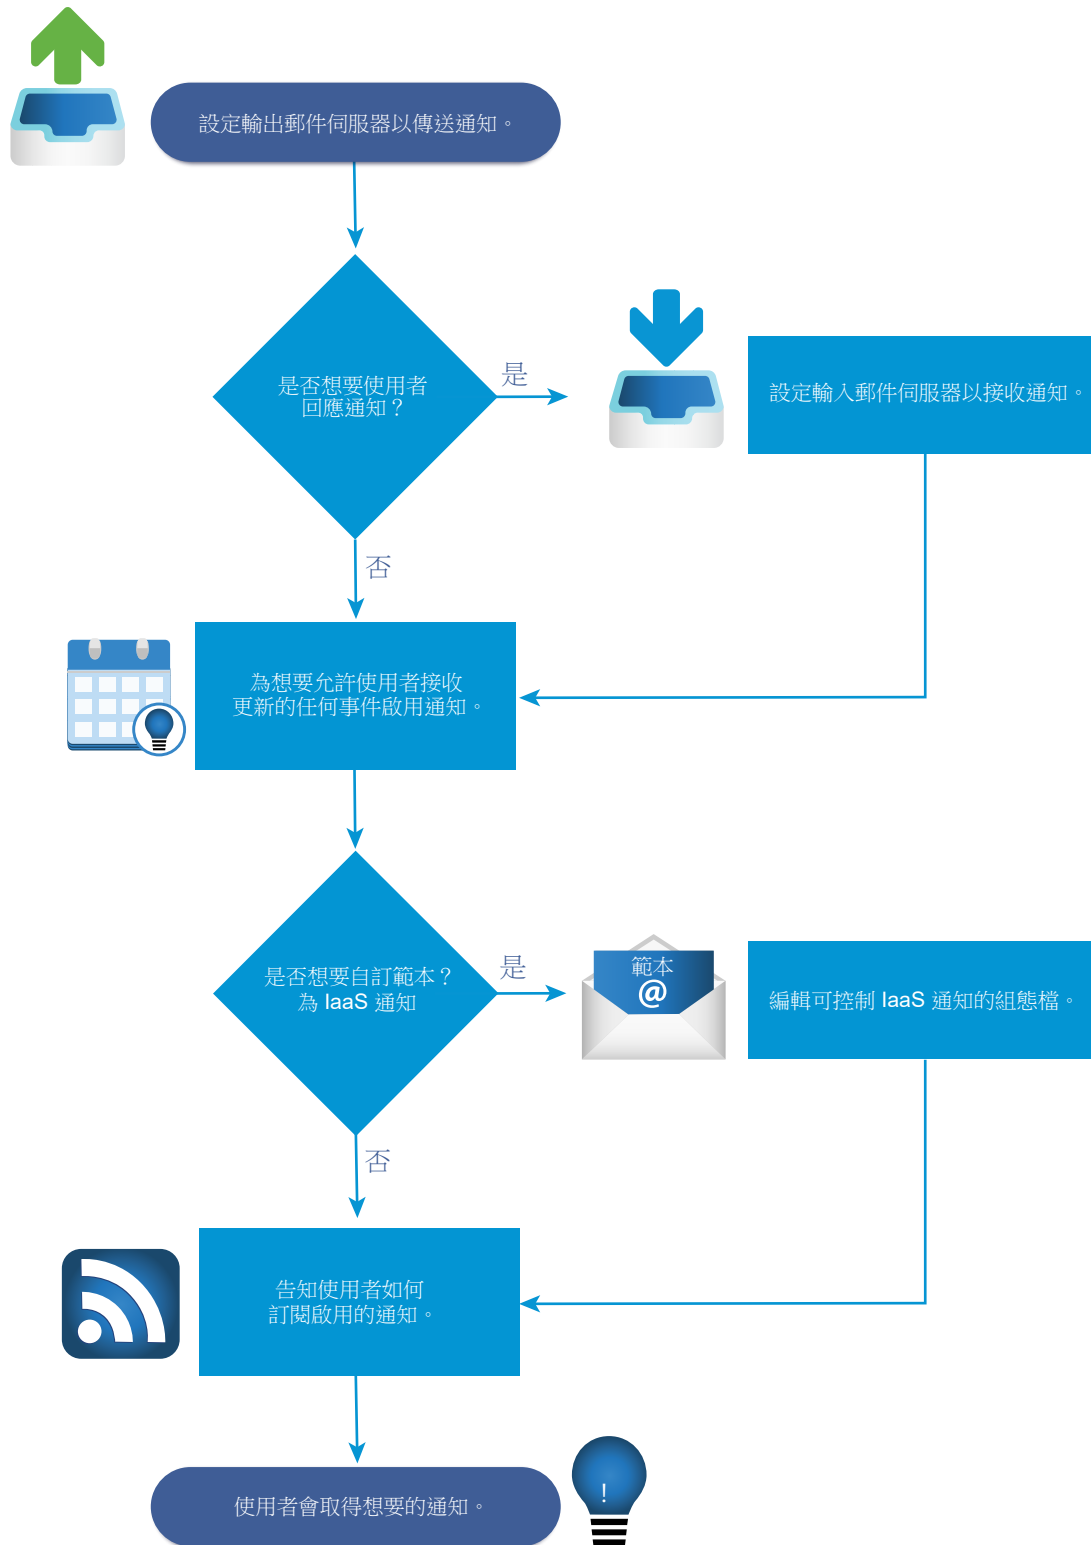 設定輸出郵件伺服器以傳送通知。
是否想要使用者
回應通知？
是
設定輸入郵件伺服器以接收通知。
否
為想要允許使用者接收
更新的任何事件啟用通知。
是否想要自訂範本？
為 IaaS 通知
是
範本
@
編輯可控制 IaaS 通知的組態檔。
否
告知使用者如何
訂閱啟用的通知。
使用者會取得想要的通知。
!